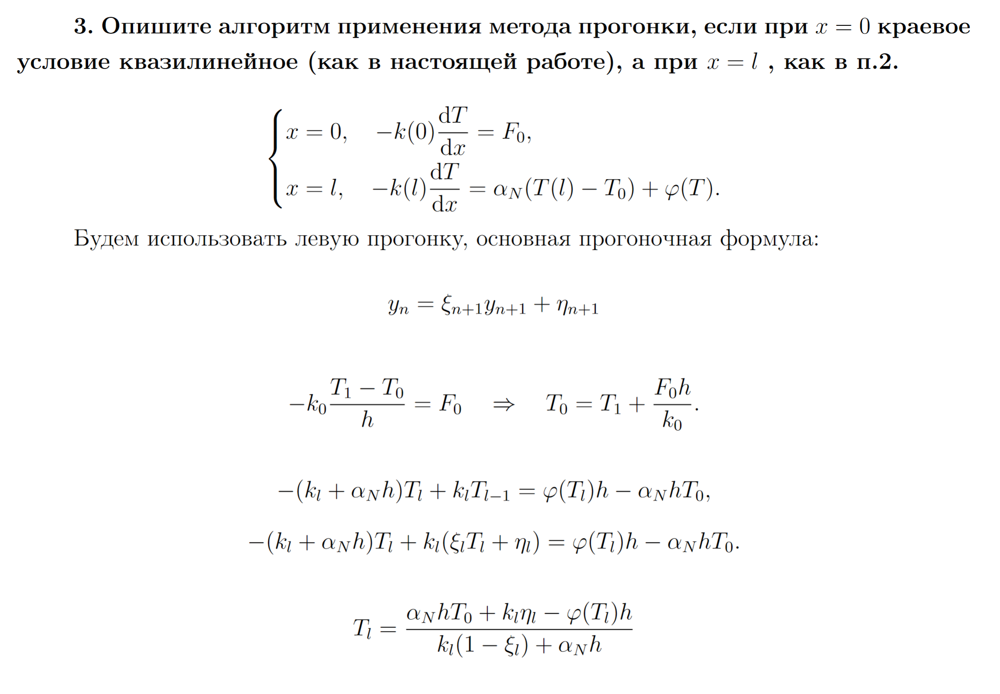 3. Опишите алгоритм применения метода прогонки, если при $x = 0$ краевое
условие квазилинейное (как в настоящей работе), а при $x = l$ , как в п.2.
$$\begin{cases} x = 0, \quad -k(0)\dfrac{\mathrm{d}T}{\mathrm{d}x} = F_0, \\ x = l, \quad -k(l)\dfrac{\mathrm{d}T}{\mathrm{d}x} = \alpha_N(T(l) - T_0) + \varphi(T). \end{cases}$$
Будем использовать левую прогонку, основная прогоночная формула:
$$y_n = \xi_{n+1}y_{n+1} + \eta_{n+1}$$
$$-k_0\frac{T_1 - T_0}{h} = F_0 \quad \Rightarrow \quad T_0 = T_1 + \frac{F_0 h}{k_0}.$$
$$-(k_l + \alpha_N h)T_l + k_l T_{l-1} = \varphi(T_l)h - \alpha_N h T_0,$$
$$-(k_l + \alpha_N h)T_l + k_l(\xi_l T_l + \eta_l) = \varphi(T_l)h - \alpha_N h T_0.$$
$$T_l = \frac{\alpha_N h T_0 + k_l \eta_l - \varphi(T_l)h}{k_l(1 - \xi_l) + \alpha_N h}$$